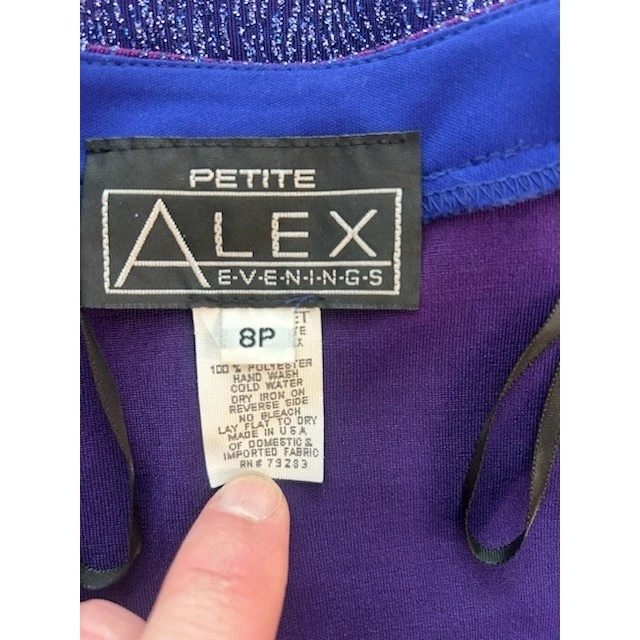 PETITE
ALEX
E-V-E-N-I-N-G-S
8P
100 % POLYESTER
HAND WASH
COLD WATER
DRY IRON ON
REVERSE SIDE
NO BLEACH
LAY FLAT TO DRY
MADE IN U S A
OF DOMESTIC &
IMPORTED FABRIC
RN # 79293